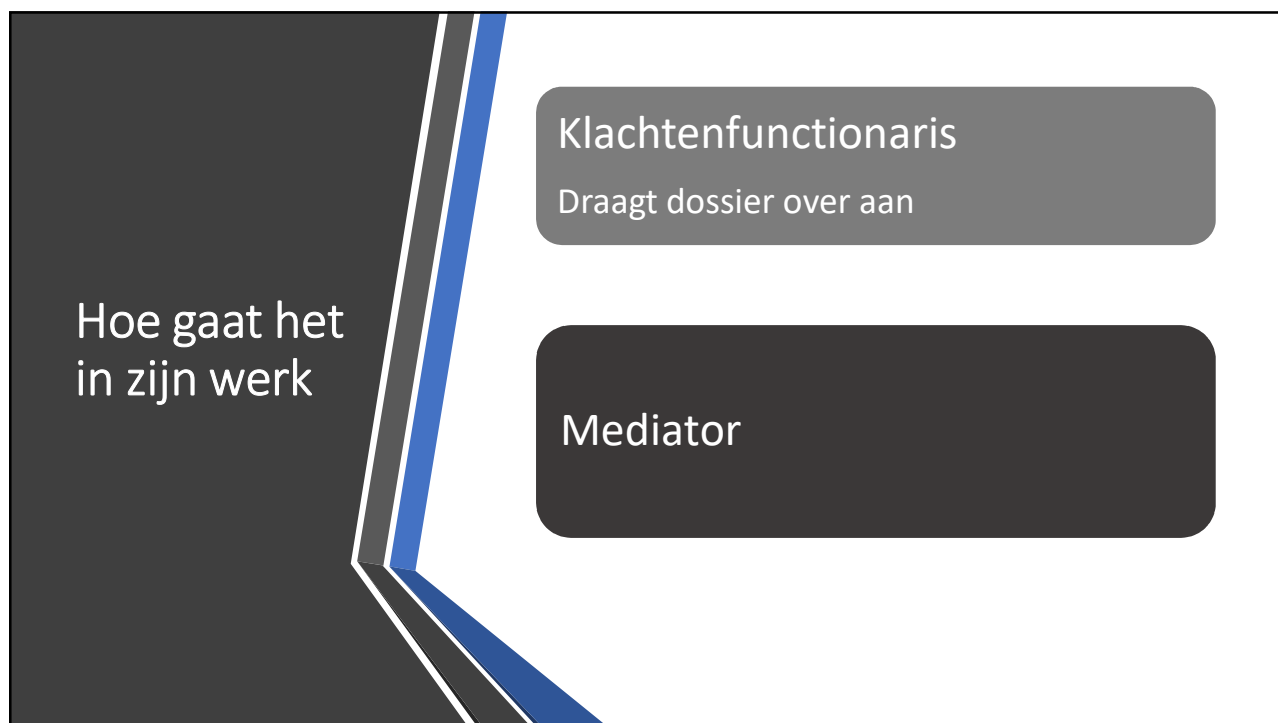 Hoe gaat het
in zijn werk
Klachtenfunctionaris
Draagt dossier over aan
Mediator